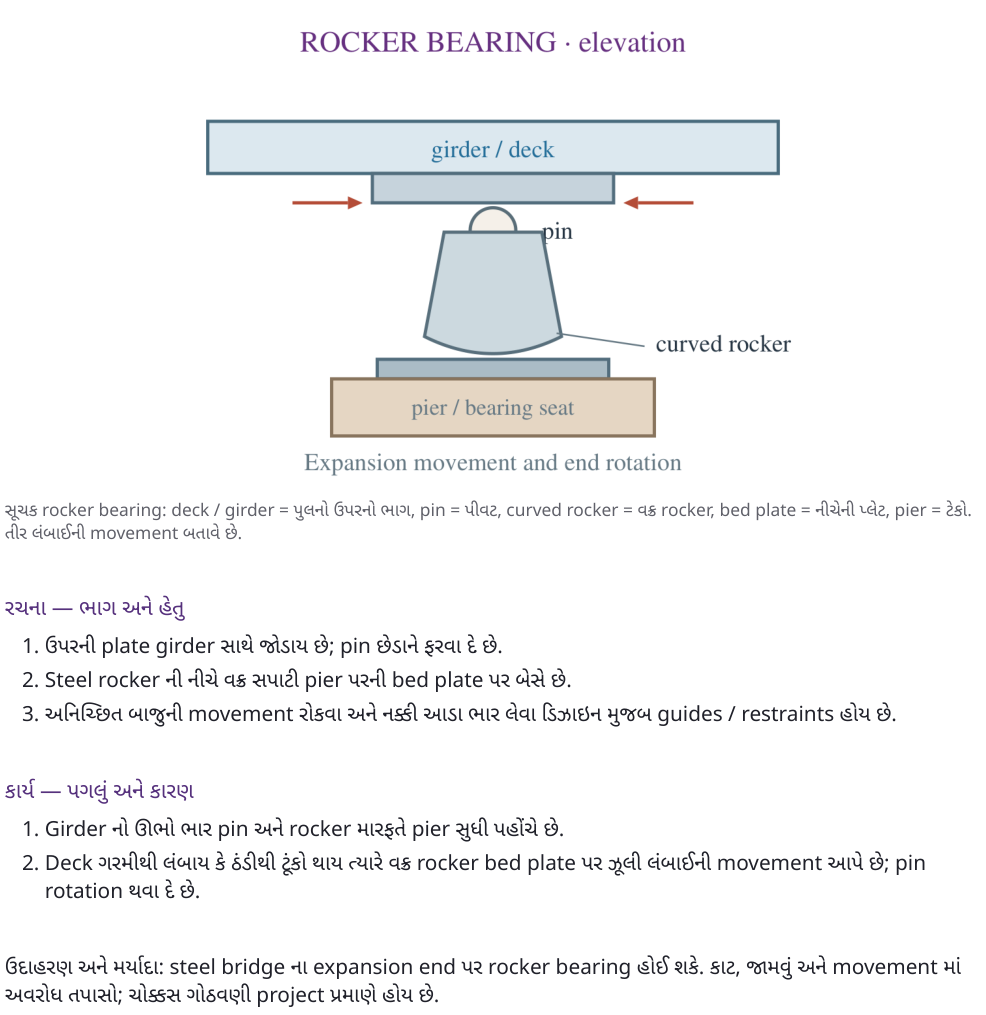 ROCKER BEARING · elevation
girder / deck
pin
curved rocker
pier / bearing seat
Expansion movement and end rotation
સૂચક rocker bearing: deck / girder = પુલનો ઉપરનો ભાગ, pin = પીવટ, curved rocker = વક્ર rocker, bed plate = નીચેની પ્લેટ, pier = ટેકો.
તીર લંબાઈની movement બતાવે છે.
રચના — ભાગ અને હેતુ
1. ઉપરની plate girder સાથે જોડાય છે; pin છેડાને ફરવા દે છે.
2. Steel rocker ની નીચે વક્ર સપાટી pier પરની bed plate પર બેસે છે.
3. અનિચ્છિત બાજુની movement રોકવા અને નક્કી આડા ભાર લેવા ડિઝાઇન મુજબ guides / restraints હોય છે.
કાર્ય — પગલું અને કારણ
1. Girder નો ઊભો ભાર pin અને rocker મારફતે pier સુધી પહોંચે છે.
2. Deck ગરમીથી લંબાય કે ઠંડીથી ટૂંકો થાય ત્યારે વક્ર rocker bed plate પર ઝૂલી લંબાઈની movement આપે છે; pin
rotation થવા દે છે.
ઉદાહરણ અને મર્યાદા: steel bridge ના expansion end પર rocker bearing હોઈ શકે. કાટ, જામવું અને movement માં
અવરોધ તપાસો; ચોક્કસ ગોઠવણી project પ્રમાણે હોય છે.